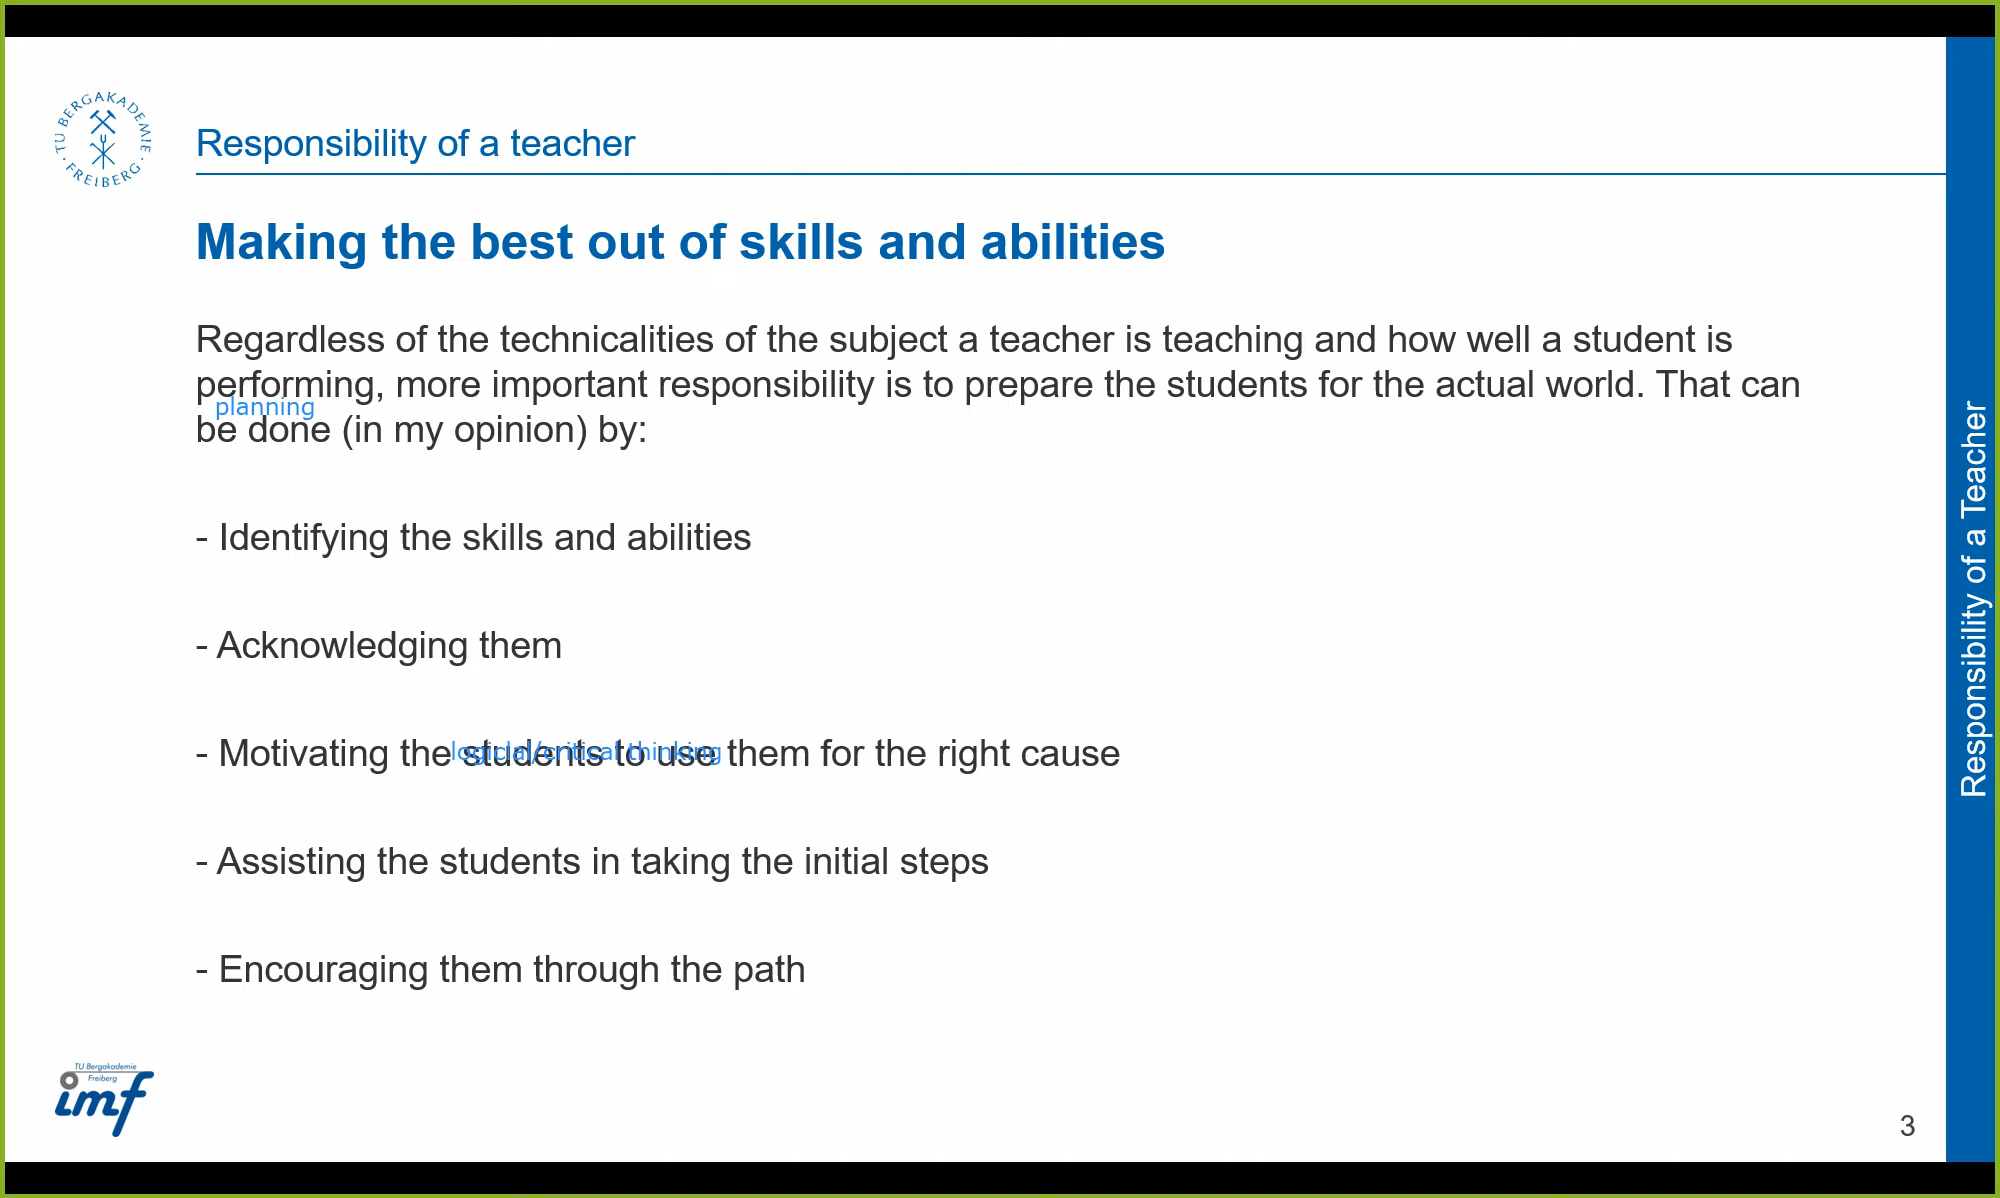 TU BERGAKADEMIE
FREIBERG
Responsibility of a teacher
Making the best out of skills and abilities
Regardless of the technicalities of the subject a teacher is teaching and how well a student is
performing, more important responsibility is to prepare the students for the actual world. That can
planning
be done (in my opinion) by:
- Identifying the skills and abilities
- Acknowledging them
- Motivating the students to use them for the right cause
logiclal/critical thinking
- Assisting the students in taking the initial steps
- Encouraging them through the path
Responsibility of a Teacher
TU Bergakademie
Freiberg
imf
3